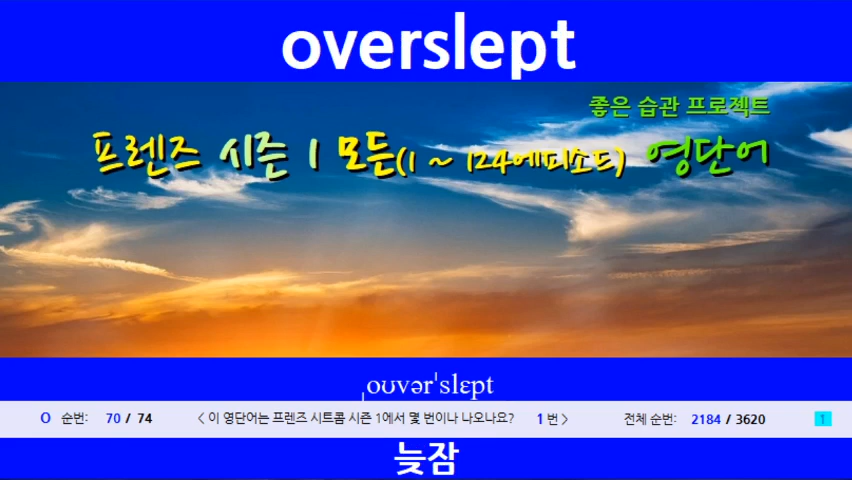 overslept
좋은 습관 프로젝트
프렌즈 시즌 1 모든(1 ~ 124에피소드) 영단어
ˌoʊvərˈslɛpt
O 순번: 70 / 74 < 이 영단어는 프렌즈 시트콤 시즌 1에서 몇 번이나 나오나요? 1 번 > 전체 순번: 2184 / 3620 1
늦잠